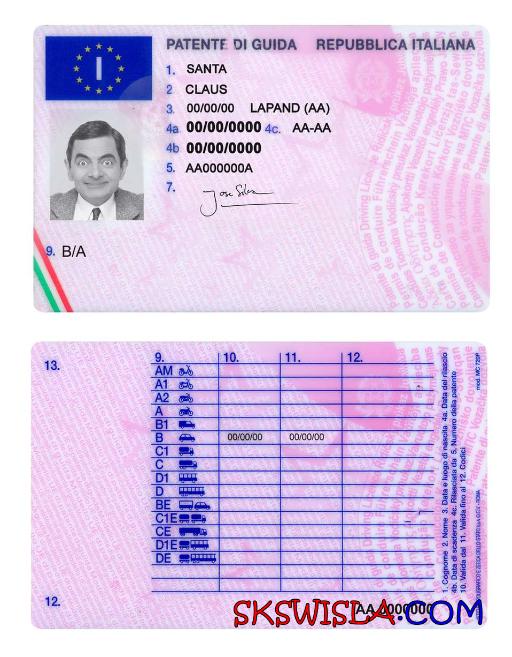 PATENTE DI GUIDA REPUBBLICA ITALIANA
I
1. SANTA
2 CLAUS
3. 00/00/00 LAPAND (AA)
4a 00/00/0000 4c. AA-AA
4b 00/00/0000
5. AA000000A
7. Jose Silva
9. B/A
13.
9. 10. 11. 12.
AM
A1
A2
A
B1
B 00/00/00 00/00/00
C1
C
D1
D
BE
C1E
CE
D1E
DE
12.
AA 2000000
SKSWISLA.COM
1. Cognome 2. Nome 3. Data e luogo di nascita 4a. Data del rilascio
4b. Data di scadenza 4c. Rilasciata da 5. Numero della patente
10. Valida dal 11. Valida fino al 12. Codici
mod. MC 720P